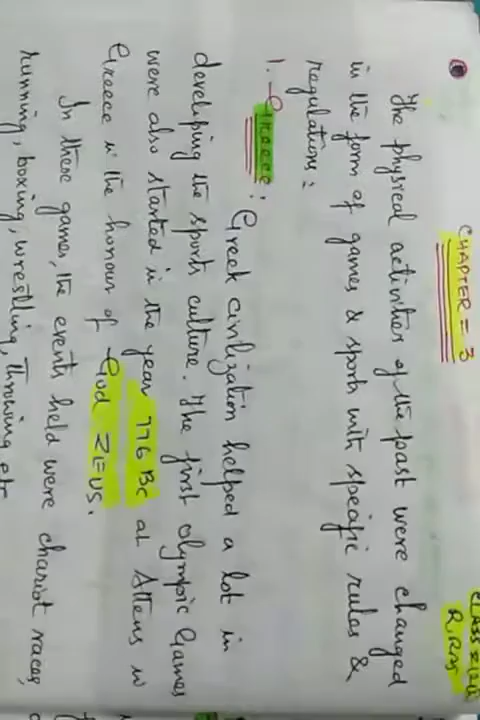 CHAPTER = 3
The physical activities of the past were changed
in the form of games & sports with specific rules &
regulations:
1. Greece: Greek civilization helped a lot in
developing the sports culture. The first Olympic Games
were also started in the year 776 BC at Attens in
Greece in the honour of God ZEUS.
In these games, the events held were chariot races,
running, boxing, wrestling, throwing etc